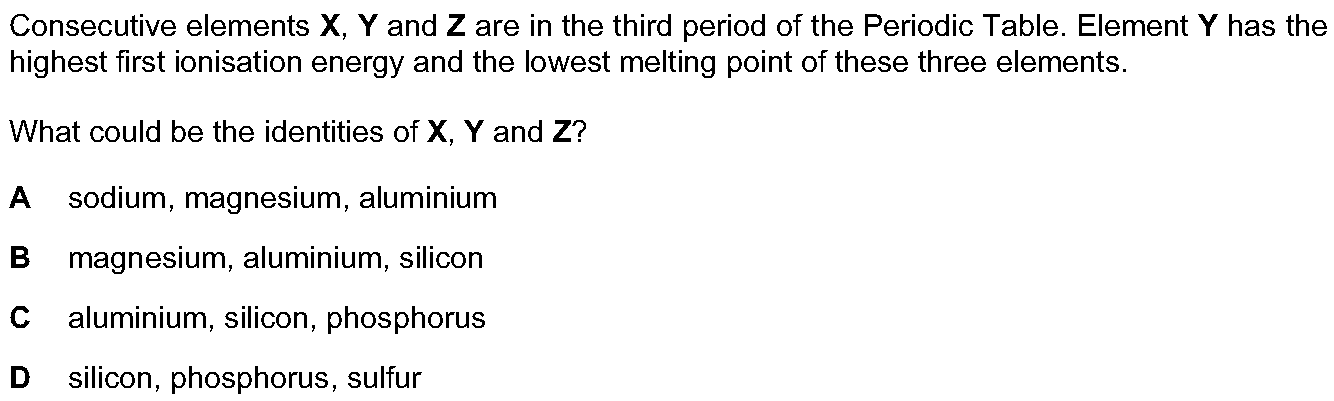 Consecutive elements X, Y and Z are in the third period of the Periodic Table. Element Y has the
highest first ionisation energy and the lowest melting point of these three elements.
What could be the identities of X, Y and Z?
A sodium, magnesium, aluminium
B magnesium, aluminium, silicon
C aluminium, silicon, phosphorus
D silicon, phosphorus, sulfur